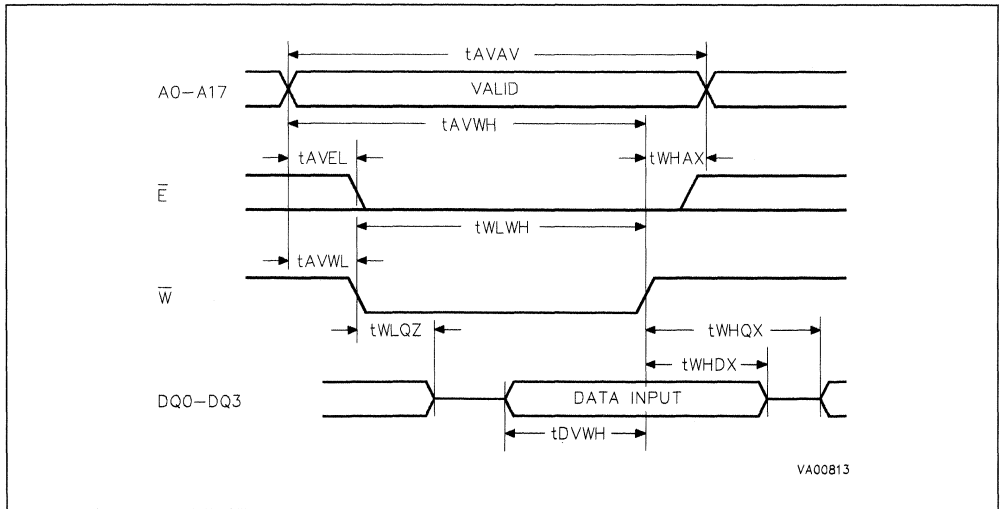 tAVAV
A0-A17
VALID
tAVWH
tAVEL
tWHAX
E
tWLWH
tAVWL
W
tWLQZ
tWHQX
tWHDX
DQ0-DQ3
DATA INPUT
tDVWH
VA00813